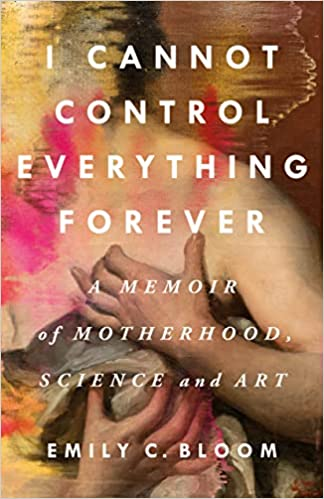 I CANNOT
CONTROL
EVERYTHING
FOREVER
A MEMOIR
of MOTHERHOOD,
SCIENCE and ART
EMILY C. BLOOM